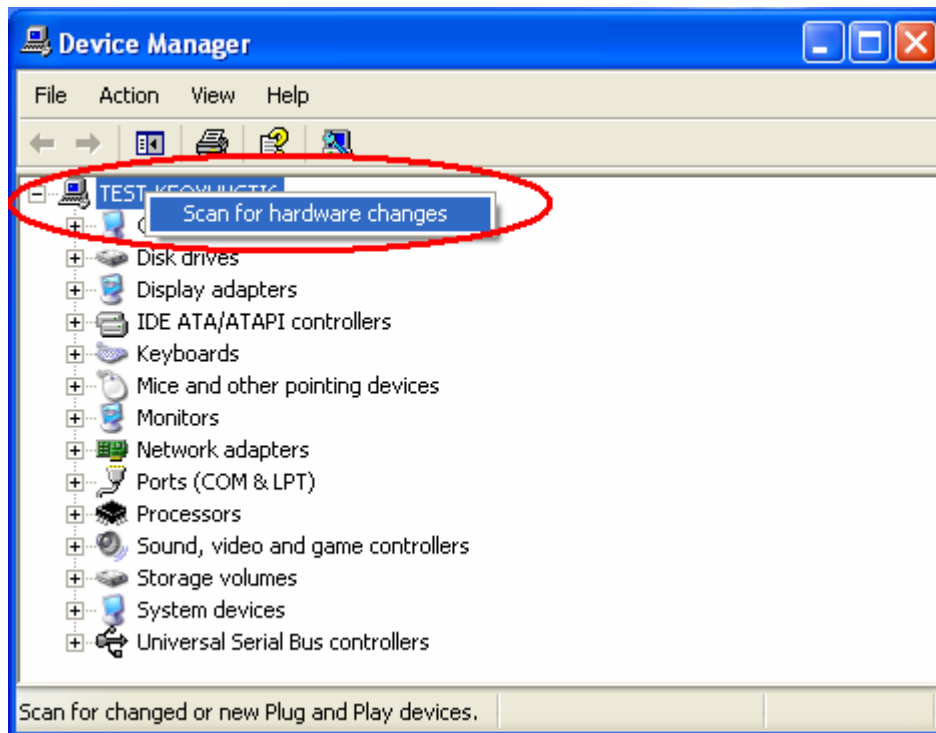 Device Manager
File Action View Help
TEST
Scan for hardware changes
Disk drives
Display adapters
IDE ATA/ATAPI controllers
Keyboards
Mice and other pointing devices
Monitors
Network adapters
Ports (COM & LPT)
Processors
Sound, video and game controllers
Storage volumes
System devices
Universal Serial Bus controllers
Scan for changed or new Plug and Play devices.